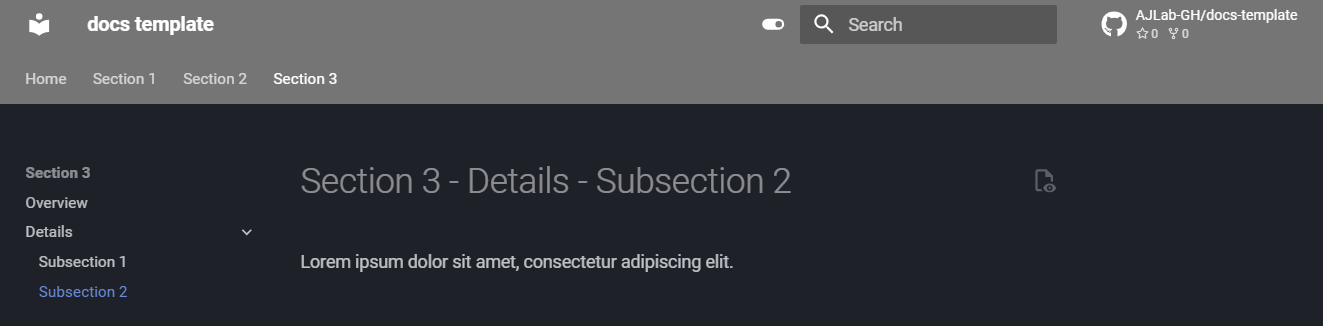 docs template
Search
AJLab-GH/docs-template
0 0
Home Section 1 Section 2 Section 3
Section 3
Overview
Details
Subsection 1
Subsection 2
Section 3 - Details - Subsection 2
Lorem ipsum dolor sit amet, consectetur adipiscing elit.